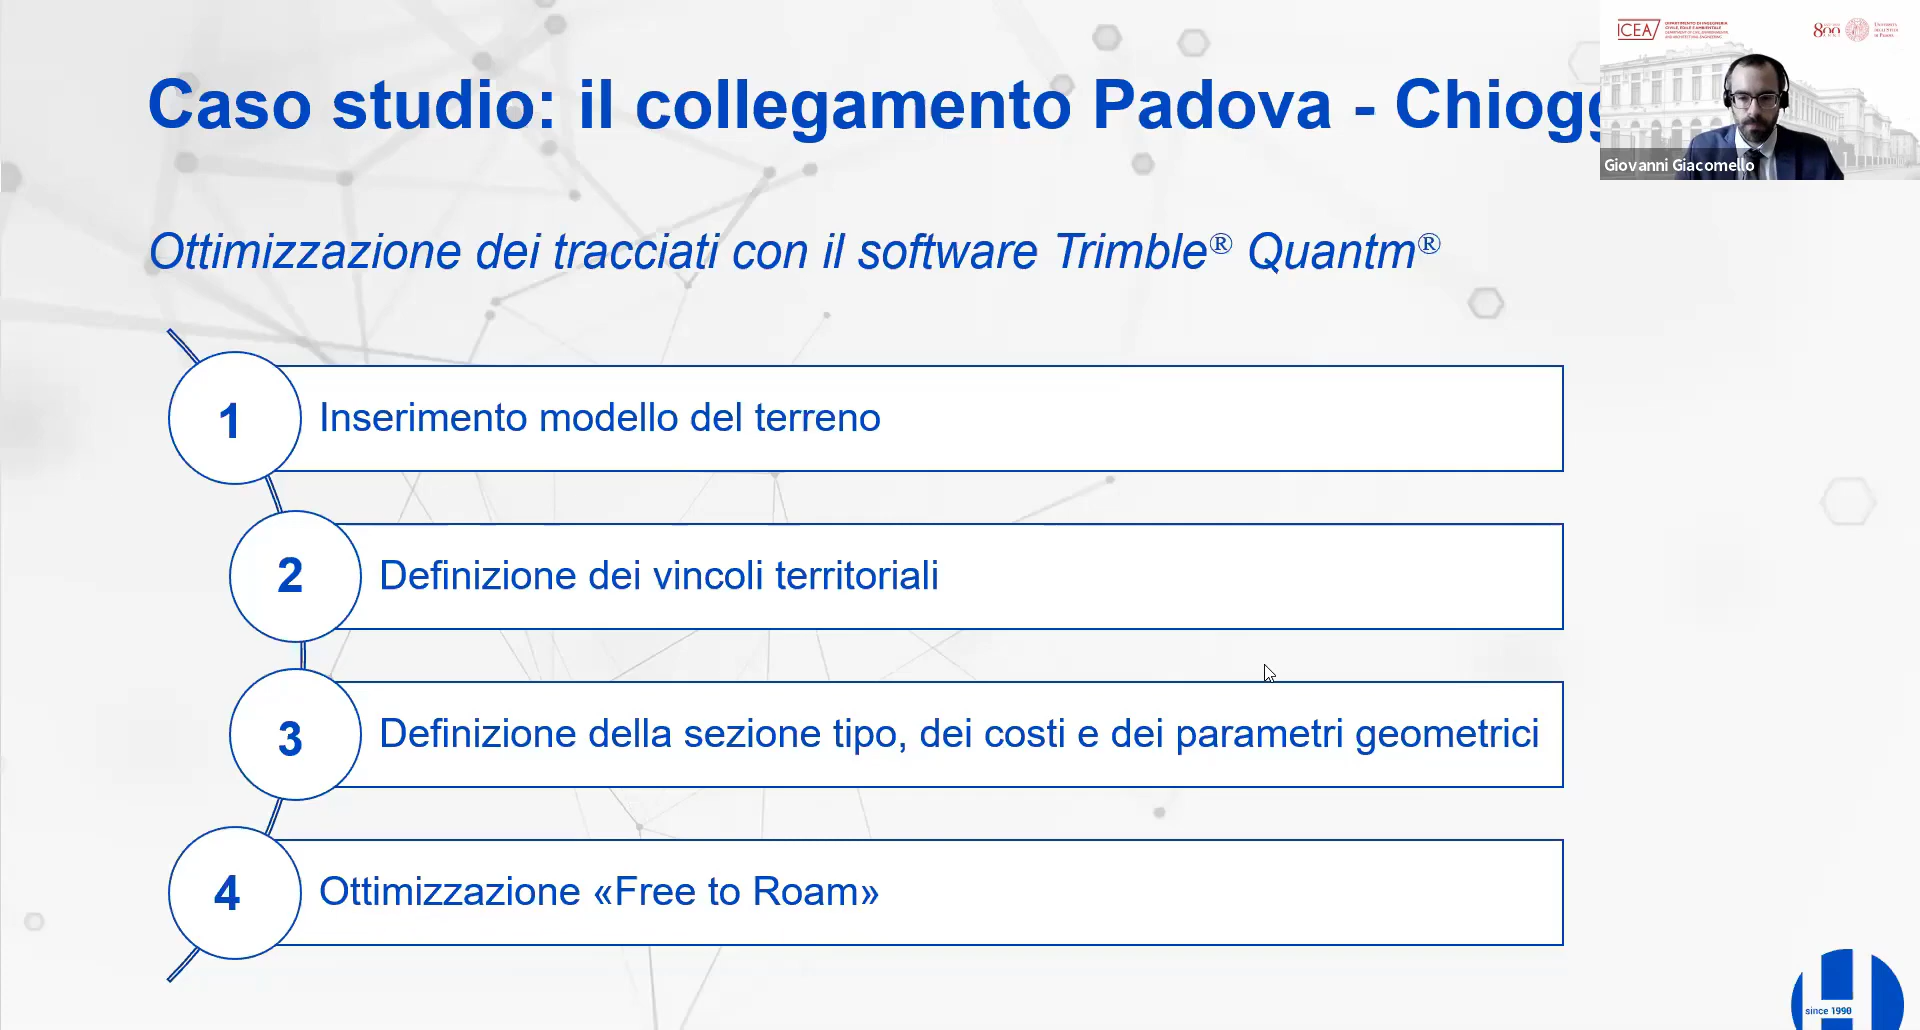 Caso studio: il collegamento Padova - Chiogg
ICEA
800
Giovanni Giacomello
Ottimizzazione dei tracciati con il software Trimble® Quantm®
1 Inserimento modello del terreno
2 Definizione dei vincoli territoriali
3 Definizione della sezione tipo, dei costi e dei parametri geometrici
4 Ottimizzazione «Free to Roam»
since 1990